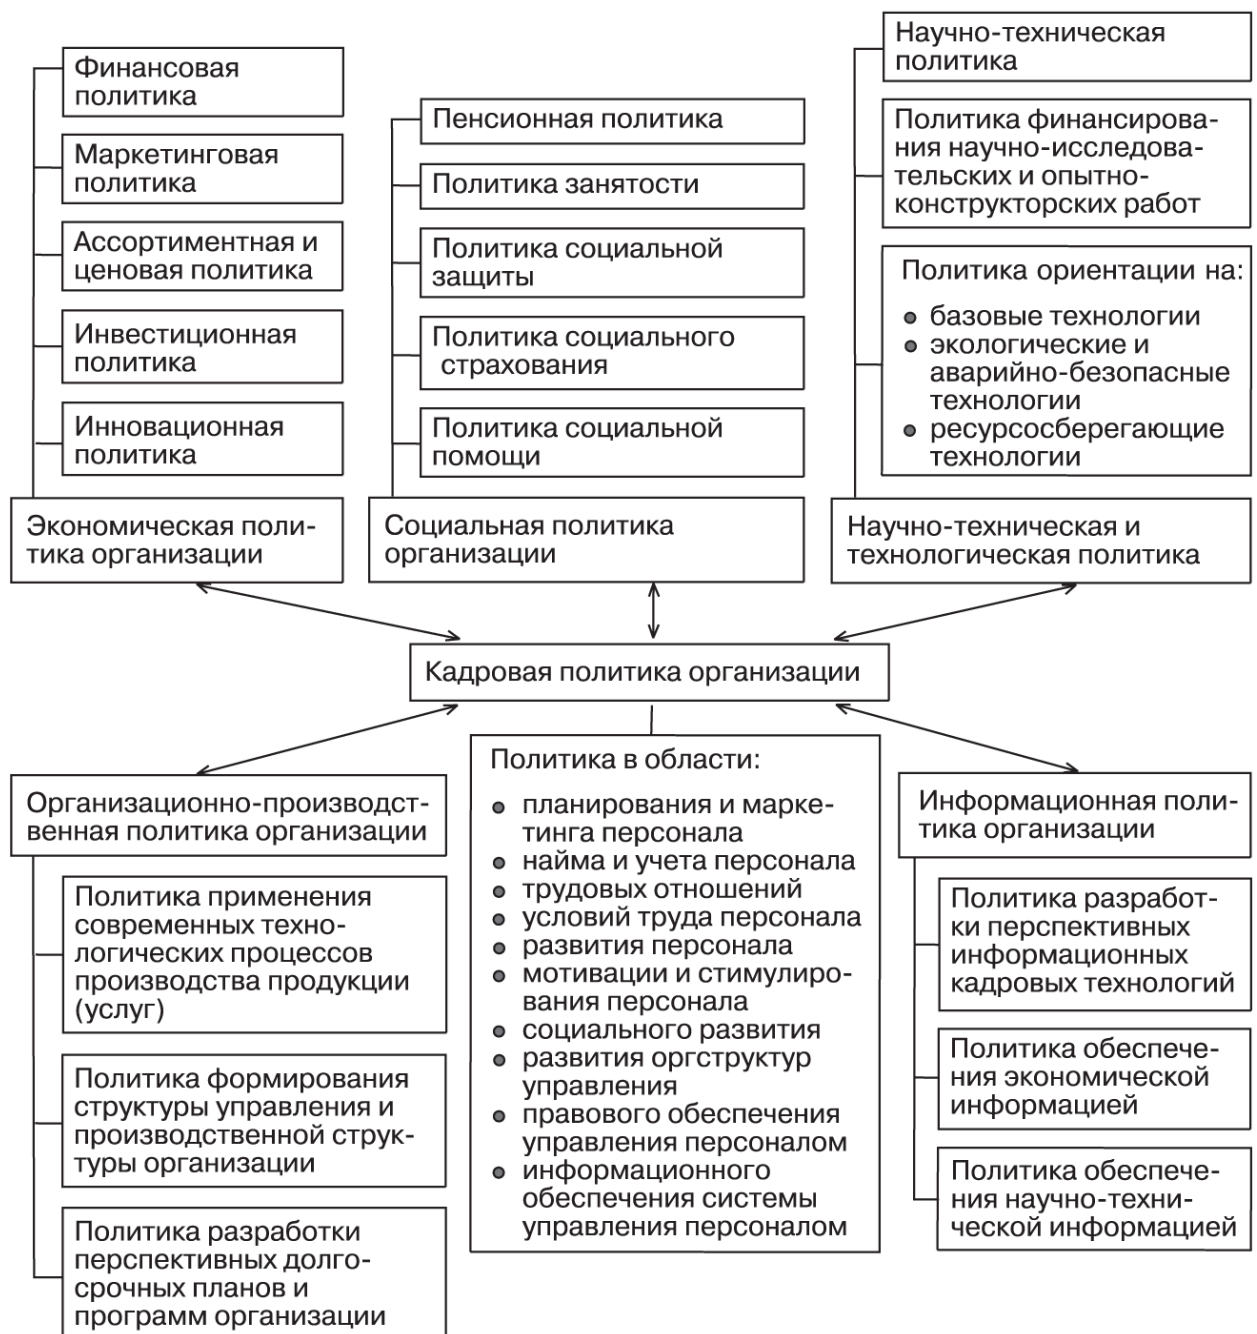 Финансовая
политика
Маркетинговая
политика
Ассортиментная и
ценовая политика
Инвестиционная
политика
Инновационная
политика
Экономическая поли-
тика организации
Пенсионная политика
Политика занятости
Политика социальной
защиты
Политика социального
страхования
Политика социальной
помощи
Социальная политика
организации
Научно-техническая
политика
Политика финансирова-
ния научно-исследова-
тельских и опытно-
конструкторских работ
Политика ориентации на:
• базовые технологии
• экологические и
аварийно-безопасные
технологии
• ресурсосберегающие
технологии
Научно-техническая и
технологическая политика
Кадровая политика организации
Организационно-производст-
венная политика организации
Политика применения
современных техно-
логических процессов
производства продукции
(услуг)
Политика формирования
структуры управления и
производственной струк-
туры организации
Политика разработки
перспективных долго-
срочных планов и
программ организации
Политика в области:
• планирования и марке-
тинга персонала
• найма и учета персонала
• трудовых отношений
• условий труда персонала
• развития персонала
• мотивации и стимулиро-
вания персонала
• социального развития
• развития оргструктур
управления
• правового обеспечения
управления персоналом
• информационного
обеспечения системы
управления персоналом
Информационная поли-
тика организации
Политика разработ-
ки перспективных
информационных
кадровых технологий
Политика обеспече-
ния экономической
информацией
Политика обеспече-
ния научно-техни-
ческой информацией